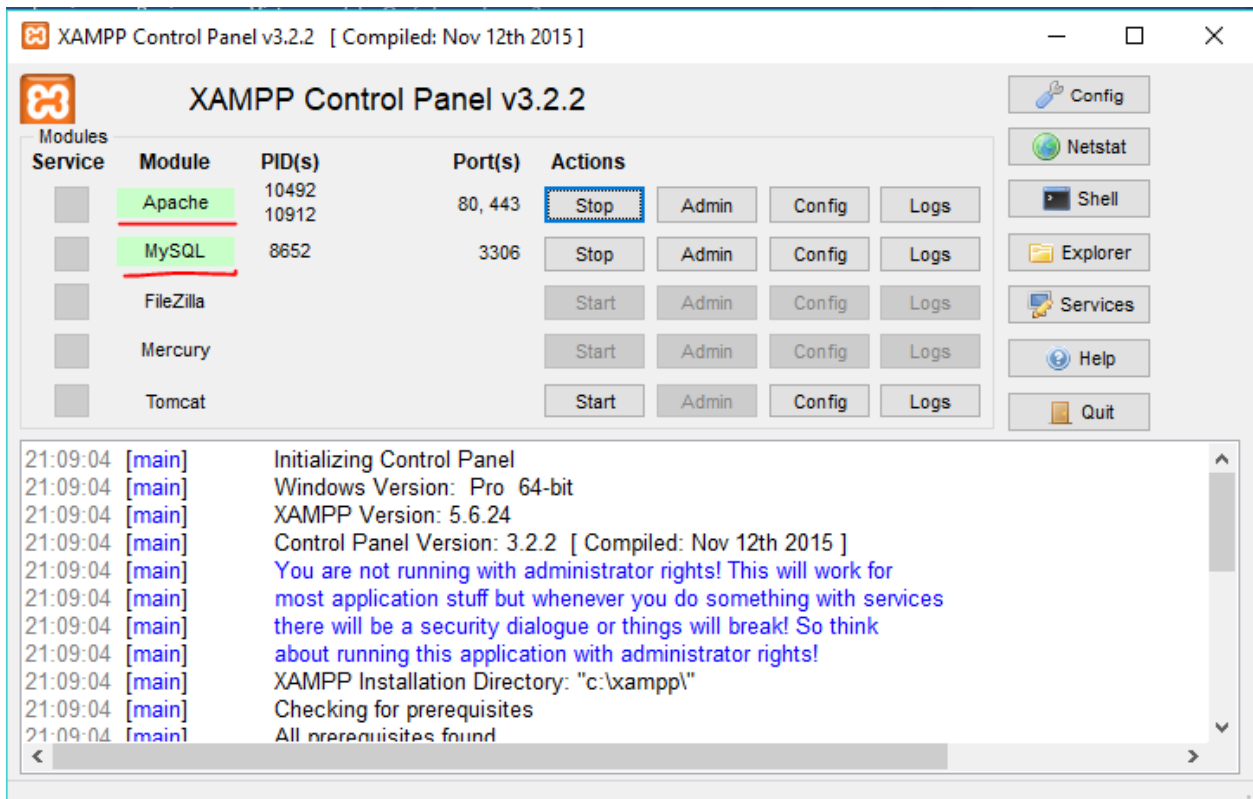 XAMPP Control Panel v3.2.2 [ Compiled: Nov 12th 2015 ]
XAMPP Control Panel v3.2.2
Config
Modules
Service Module PID(s) Port(s) Actions
Netstat
Apache 10492 10912 80, 443 Stop Admin Config Logs
Shell
MySQL 8652 3306 Stop Admin Config Logs
Explorer
FileZilla Start Admin Config Logs
Services
Mercury Start Admin Config Logs
Help
Tomcat Start Admin Config Logs
Quit
21:09:04 [main] Initializing Control Panel
21:09:04 [main] Windows Version: Pro 64-bit
21:09:04 [main] XAMPP Version: 5.6.24
21:09:04 [main] Control Panel Version: 3.2.2 [ Compiled: Nov 12th 2015 ]
21:09:04 [main] You are not running with administrator rights! This will work for
21:09:04 [main] most application stuff but whenever you do something with services
21:09:04 [main] there will be a security dialogue or things will break! So think
21:09:04 [main] about running this application with administrator rights!
21:09:04 [main] XAMPP Installation Directory: "c:\xampp\"
21:09:04 [main] Checking for prerequisites
21:09:04 [main] All prerequisites found